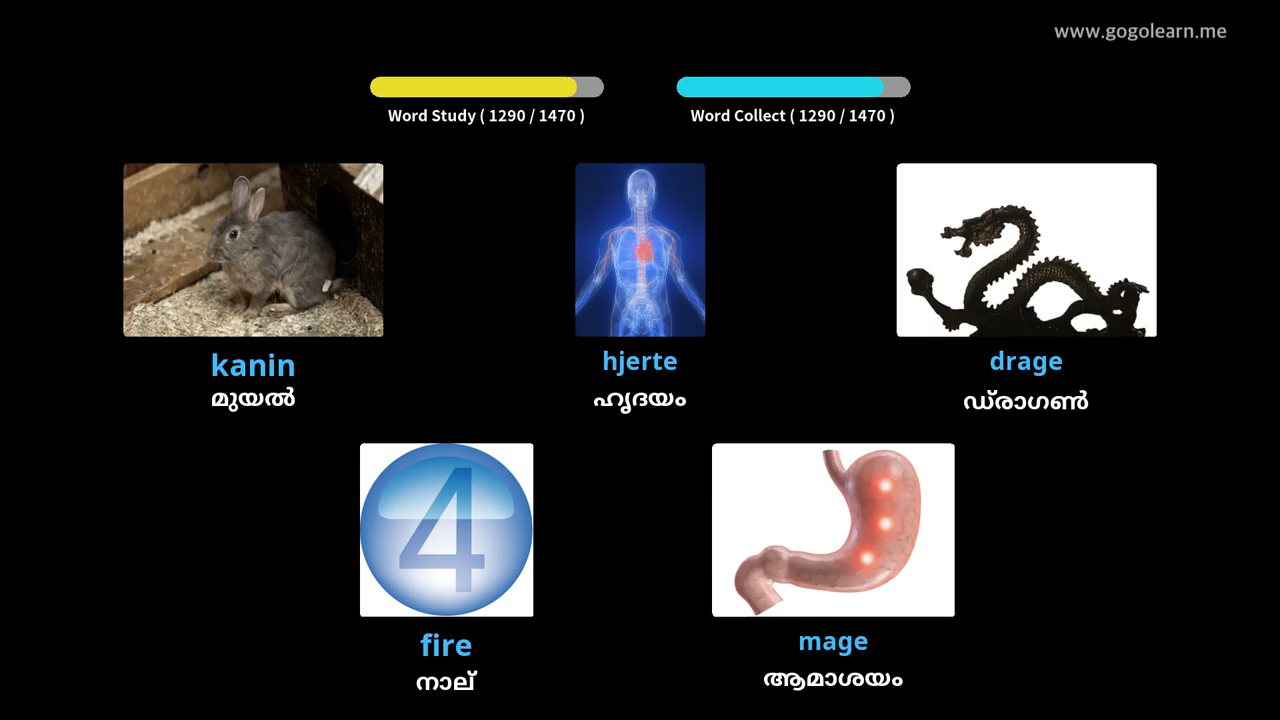 www.gogolearn.me
Word Study ( 1290 / 1470 )
Word Collect ( 1290 / 1470 )
kanin
മുയൽ
hjerte
ഹൃദയം
drage
ഡ്രാഗൺ
4
fire
നാല്
mage
ആമാശയം